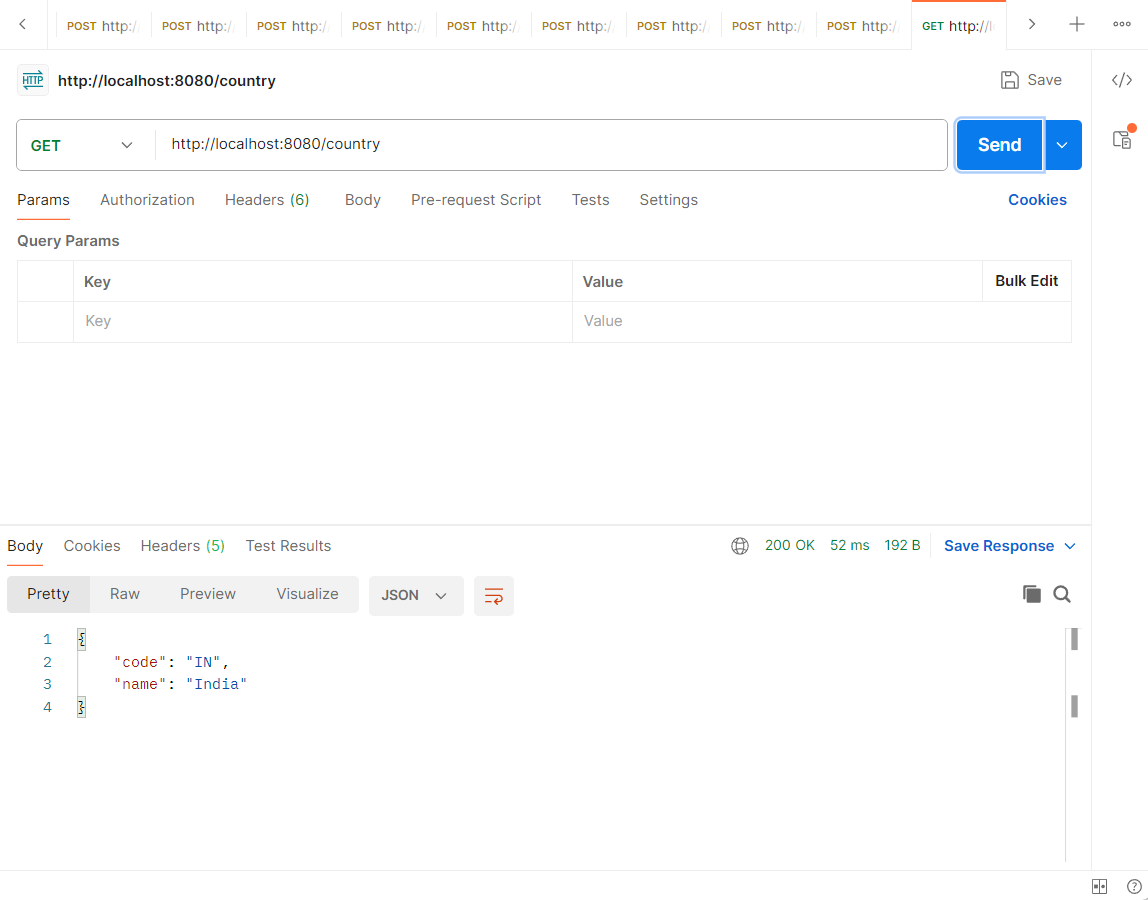 POST http:/ POST http:/ POST http:/ POST http:/ POST http:/ POST http:/ POST http:/ POST http:/ POST http:/ GET http://l
HTTP http://localhost:8080/country Save </>
GET http://localhost:8080/country Send
Params Authorization Headers (6) Body Pre-request Script Tests Settings Cookies
Query Params
Key Value Bulk Edit
Key Value
Body Cookies Headers (5) Test Results 200 OK 52 ms 192 B Save Response
Pretty Raw Preview Visualize JSON
1 {
2 "code": "IN",
3 "name": "India"
4 }